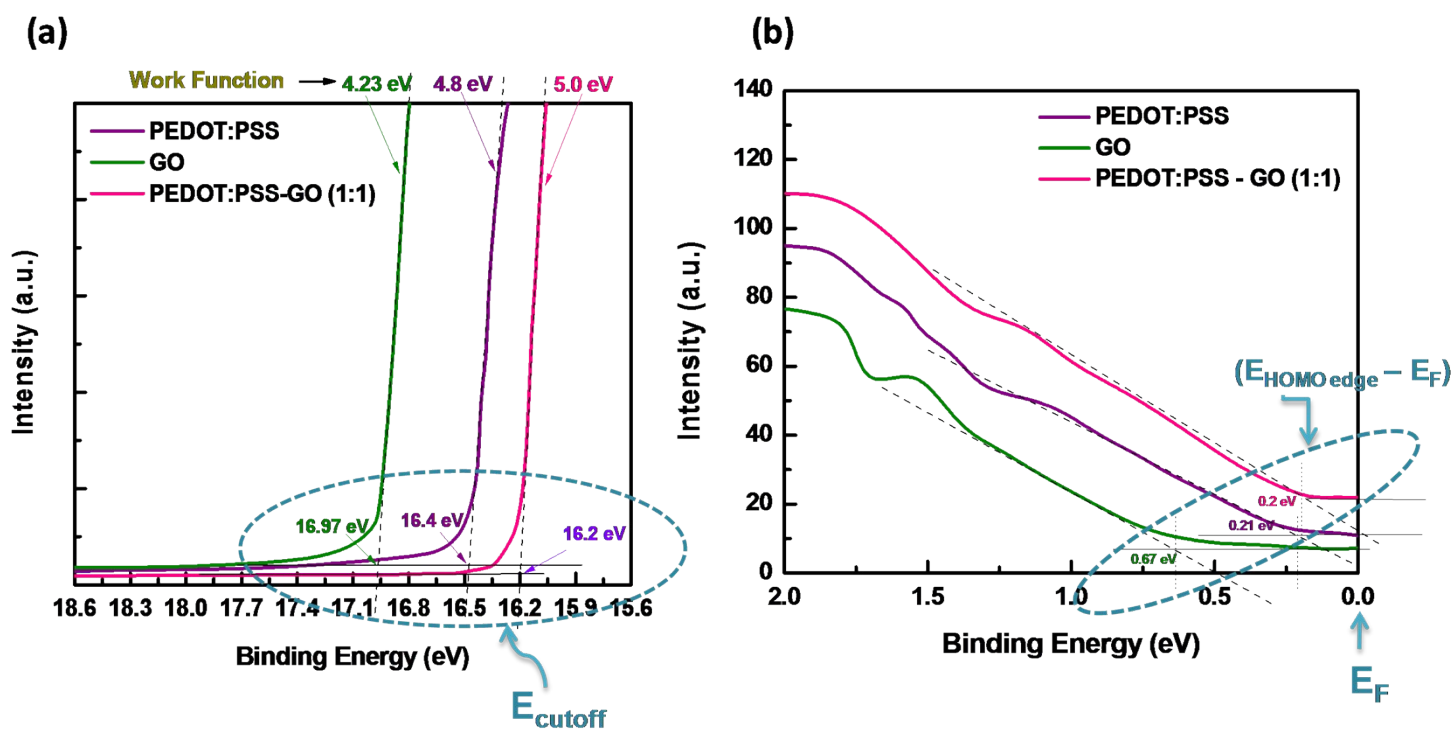 (a)
Work Function → 4.23 eV 4.8 eV 5.0 eV
PEDOT:PSS
GO
PEDOT:PSS-GO (1:1)
Intensity (a.u.)
16.97 eV
16.4 eV
16.2 eV
18.6 18.3 18.0 17.7 17.4 17.1 16.8 16.5 16.2 15.9 15.6
Binding Energy (eV)
Ecutoff
(b)
140
120
100
80
60
40
20
0
Intensity (a.u.)
PEDOT:PSS
GO
PEDOT:PSS - GO (1:1)
(EHOMO edge – EF)
0.2 eV
0.21 eV
0.67 eV
2.0 1.5 1.0 0.5 0.0
Binding Energy (eV)
EF